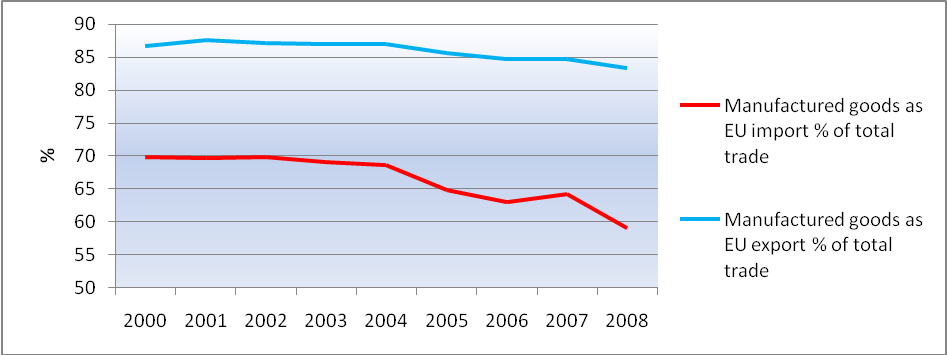 90
85
80
75
70
65
60
55
50
%
2000 2001 2002 2003 2004 2005 2006 2007 2008
Manufactured goods as
EU import % of total
trade
Manufactured goods as
EU export % of total
trade